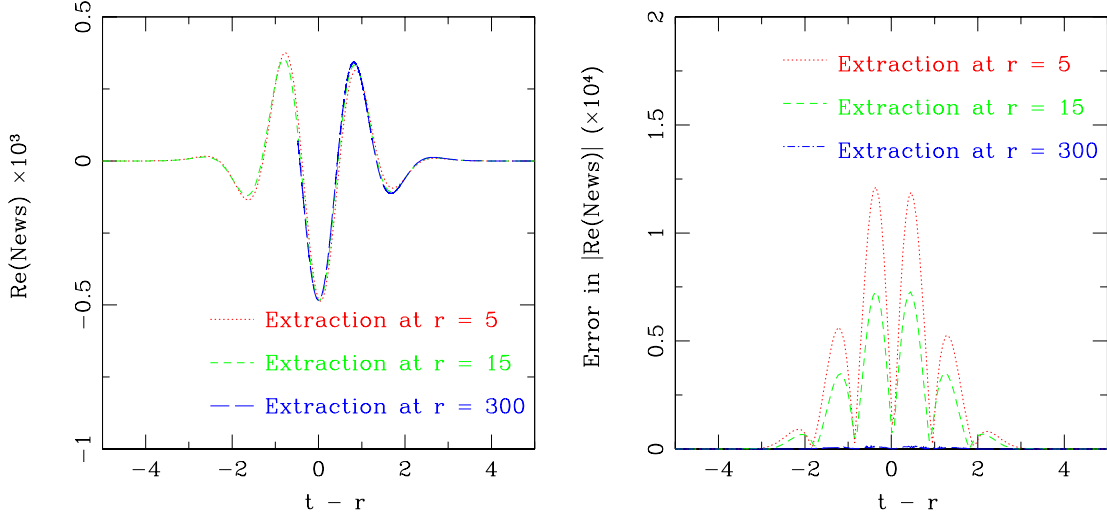 0.5
0
−0.5
−1
Re(News) ×10³
Extraction at r = 5
Extraction at r = 15
Extraction at r = 300
−4 −2 0 2 4
t − r
2
1.5
1
0.5
0
Error in |Re(News)| (×10⁴)
Extraction at r = 5
Extraction at r = 15
Extraction at r = 300
−4 −2 0 2 4
t − r